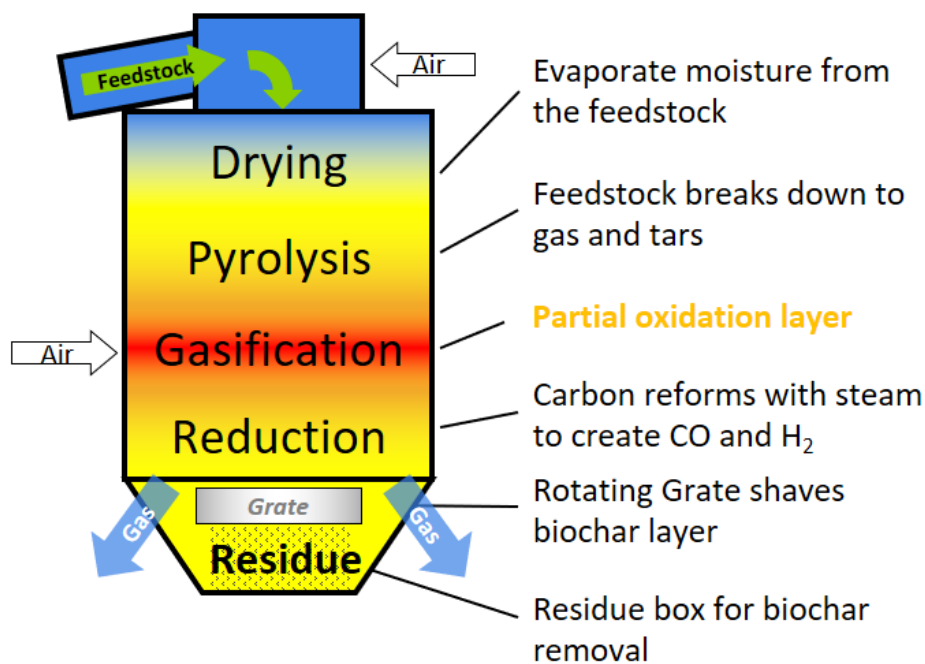 Feedstock
Air
Evaporate moisture from
the feedstock
Drying
Feedstock breaks down to
gas and tars
Pyrolysis
Partial oxidation layer
Air
Gasification
Carbon reforms with steam
to create CO and H₂
Reduction
Rotating Grate shaves
biochar layer
Grate
Gas
Gas
Residue
Residue box for biochar
removal